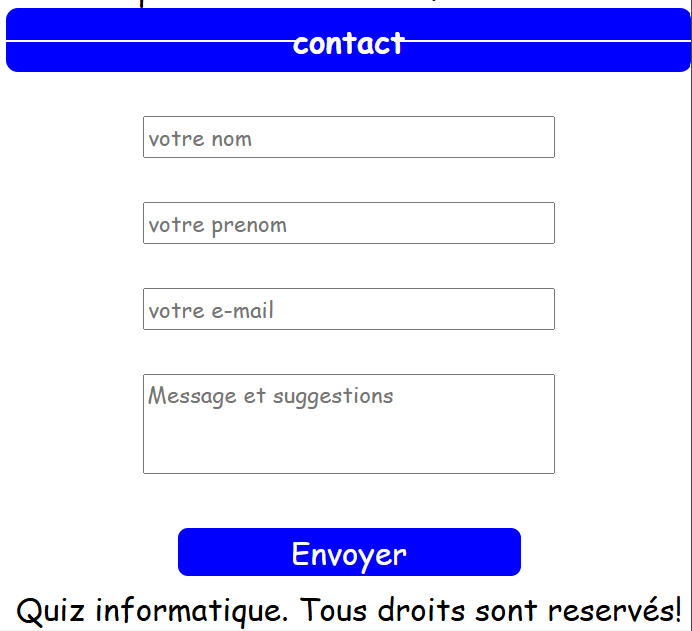 contact
votre nom
votre prenom
votre e-mail
Message et suggestions
Envoyer
Quiz informatique. Tous droits sont reservés!